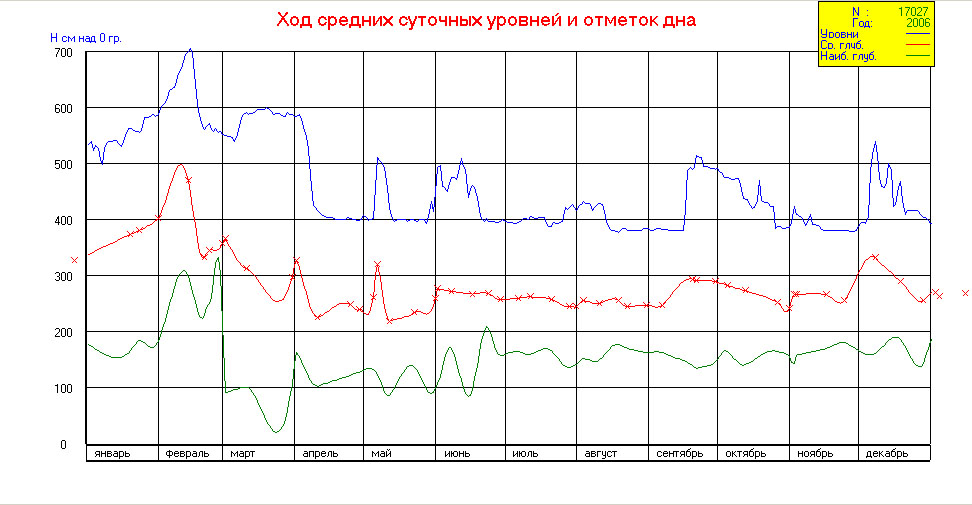 Ход средних суточных уровней и отметок дна
N : 17027
Год: 2006
Уровни
Ср. глуб.
Наиб. глуб.
Н см над 0 гр.
700
600
500
400
300
200
100
0
январь февраль март апрель май июнь июль август сентябрь октябрь ноябрь декабрь